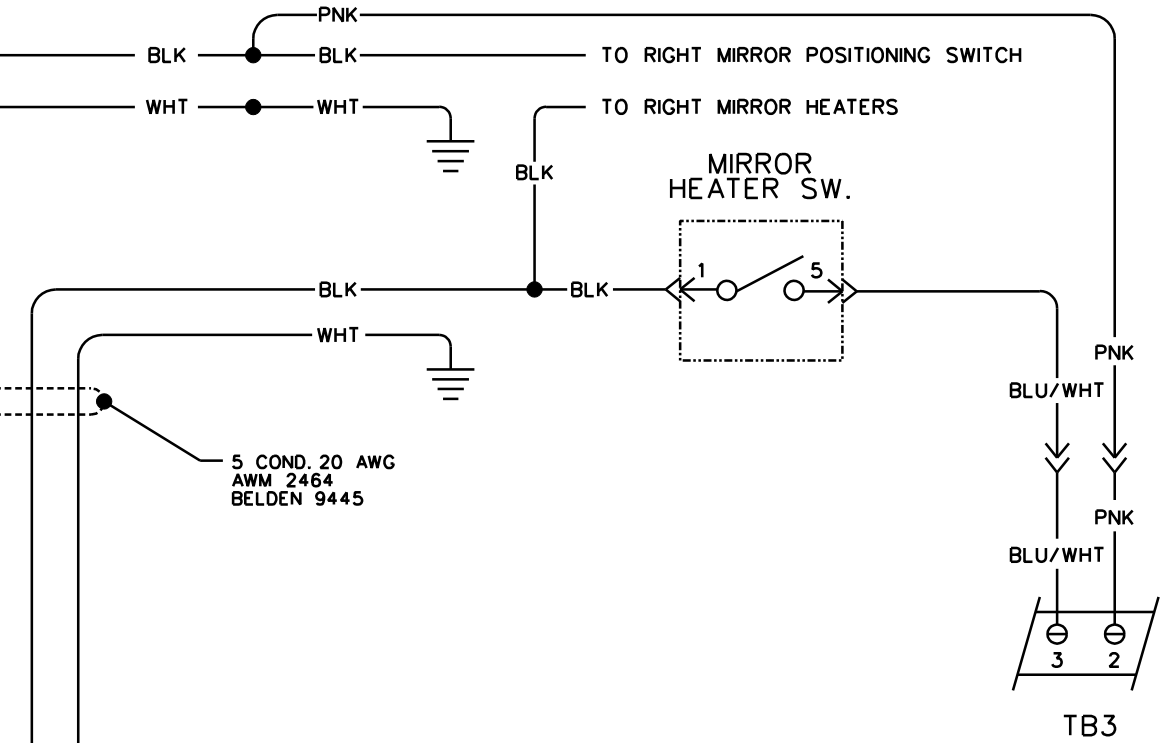 PNK
BLK BLK TO RIGHT MIRROR POSITIONING SWITCH
WHT WHT TO RIGHT MIRROR HEATERS
BLK
MIRROR
HEATER SW.
1 5
BLK BLK
WHT
PNK
BLU/WHT
5 COND. 20 AWG
AWM 2464
BELDEN 9445
PNK
BLU/WHT
3 2
TB3